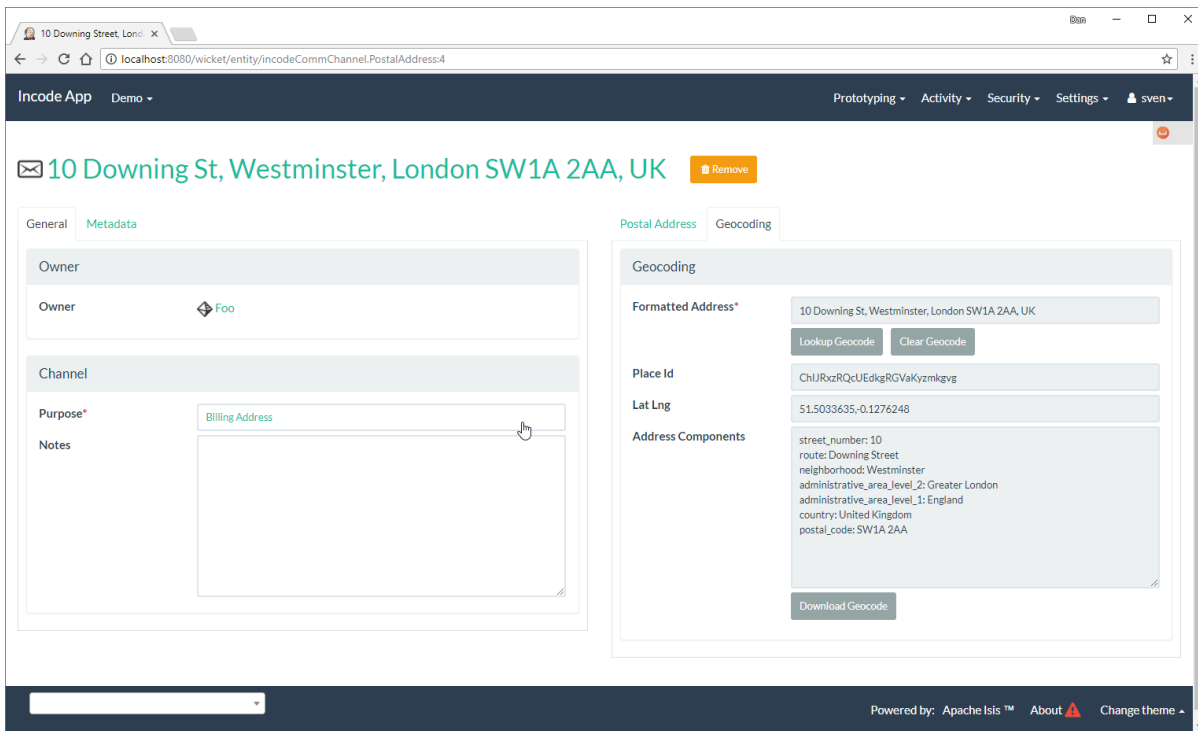 10 Downing Street, Lond
Dan
localhost:8080/wicket/entity/incodeCommChannel.PostalAddress:4
Incode App Demo Prototyping Activity Security Settings sven
10 Downing St, Westminster, London SW1A 2AA, UK Remove
General Metadata
Owner
Owner Foo
Channel
Purpose* Billing Address
Notes
Postal Address Geocoding
Geocoding
Formatted Address* 10 Downing St, Westminster, London SW1A 2AA, UK
Lookup Geocode Clear Geocode
Place Id ChIJRxzRQcUEdkgRGVaKyzmkgvg
Lat Lng 51.5033635,-0.1276248
Address Components street_number: 10
route: Downing Street
neighborhood: Westminster
administrative_area_level_2: Greater London
administrative_area_level_1: England
country: United Kingdom
postal_code: SW1A 2AA
Download Geocode
Powered by: Apache Isis ™ About Change theme